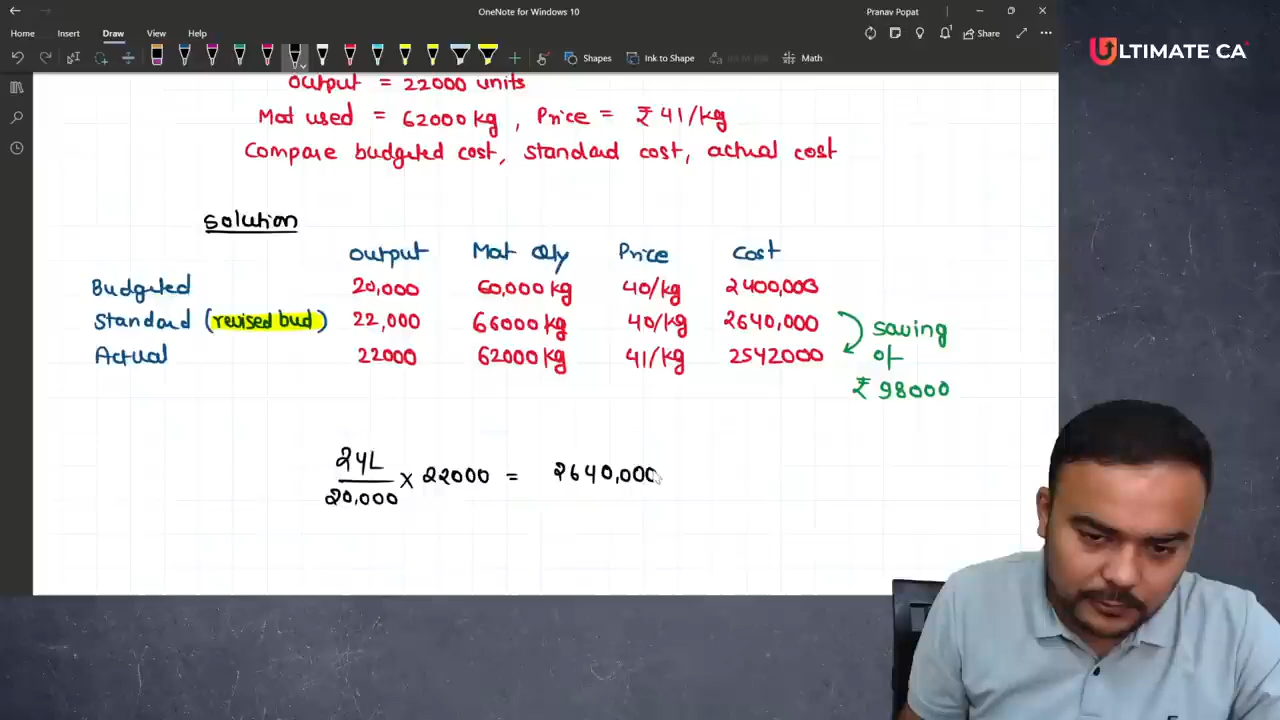 OneNote for Windows 10
Pranav Popat
ULTIMATE CA
Home Insert Draw View Help
Share
Shapes Ink to Shape Math
Output = 22000 units
Mat used = 62000 kg, Price = ₹ 41/kg
Compare budgeted cost, standard cost, actual cost
Solution
Output Mat Qty Price Cost
Budgeted 20,000 60,000 kg 40/kg 2400,000
Standard (revised bud) 22,000 66000 kg 40/kg 2640,000
Actual 22000 62000 kg 41/kg 2542000
saving
of
₹ 98000
24L
20,000
× 22000 = 2640,000